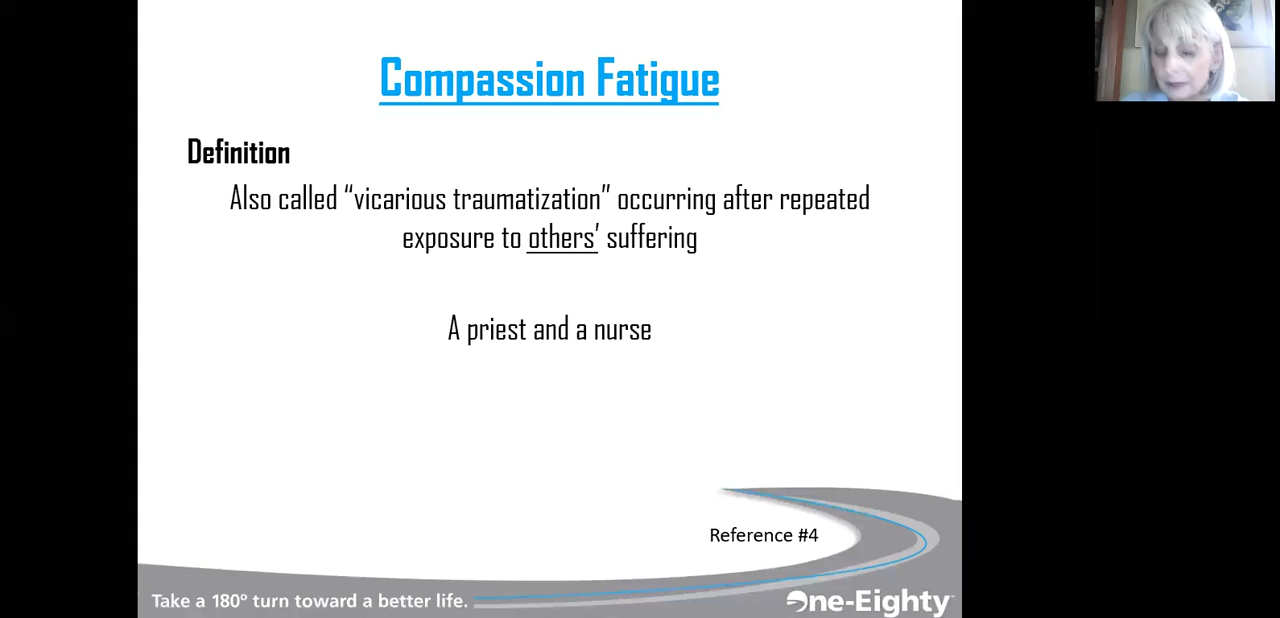 Compassion Fatigue
Definition
Also called “vicarious traumatization” occurring after repeated
exposure to others’ suffering
A priest and a nurse
Reference #4
Take a 180° turn toward a better life.
One-Eighty